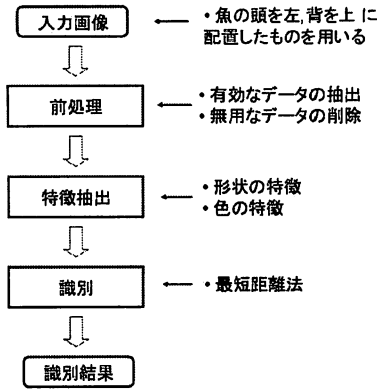 入力画像
・魚の頭を左,背を上 に
配置したものを用いる
前処理
・有効なデータの抽出
・無用なデータの削除
特徴抽出
・形状の特徴
・色の特徴
識別
・最短距離法
識別結果